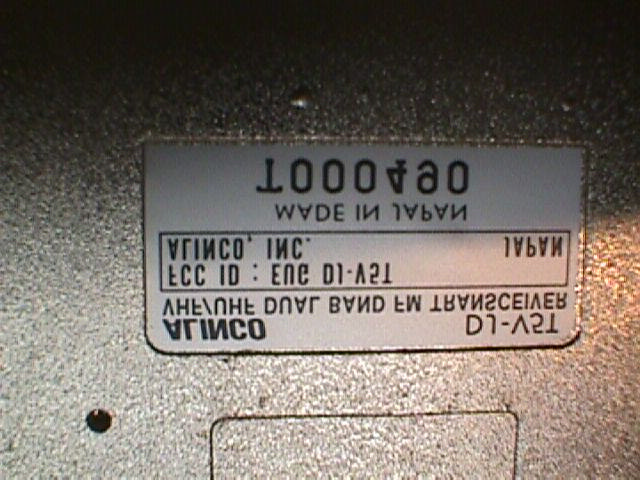 ALINCO DJ-V5T
VHF/UHF DUAL BAND FM TRANSCEIVER
FCC ID : EUG DJ-V5T
ALINCO, INC. JAPAN
MADE IN JAPAN
T000490